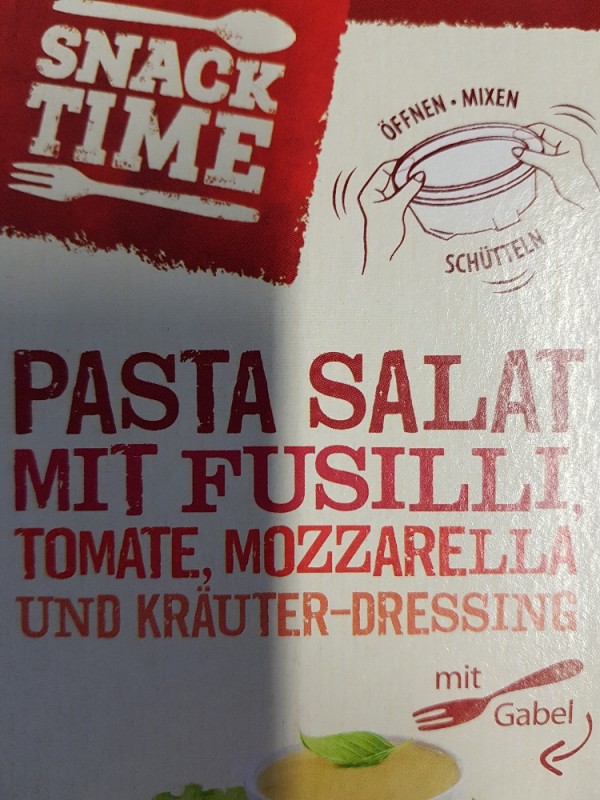 SNACK
TIME
ÖFFNEN · MIXEN
SCHÜTTELN
PASTA SALAT
MIT FUSILLI,
TOMATE, MOZZARELLA
UND KRÄUTER-DRESSING
mit
Gabel